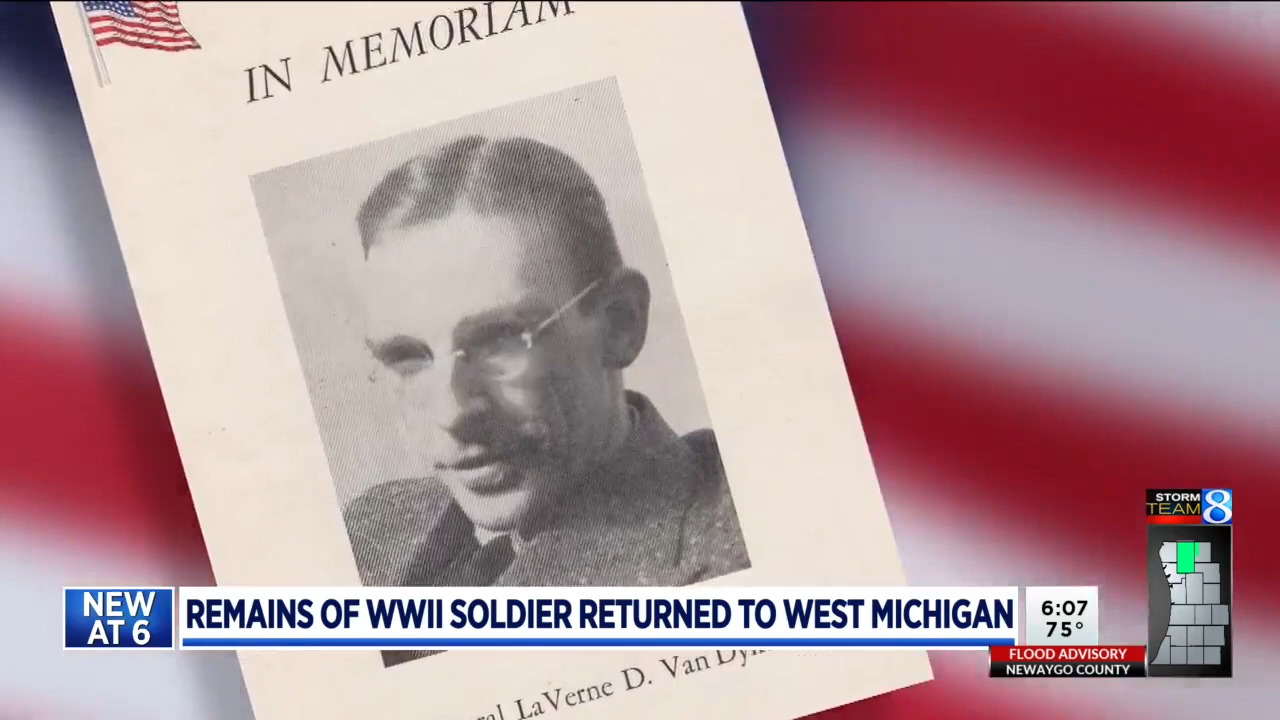 IN MEMORIAM
LaVerne D. Van
NEW
AT 6
REMAINS OF WWII SOLDIER RETURNED TO WEST MICHIGAN
6:07
75°
STORM
TEAM 8
FLOOD ADVISORY
NEWAYGO COUNTY